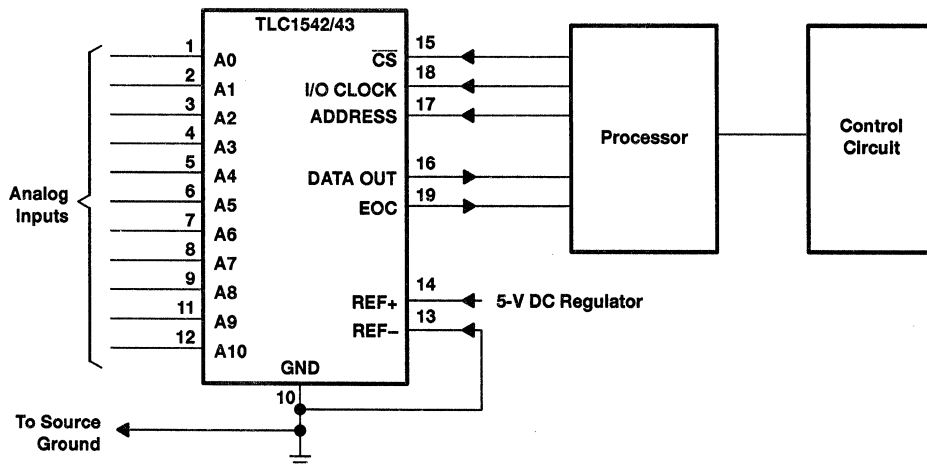 TLC1542/43
1
A0
2
A1
3
A2
4
A3
5
A4
6
A5
7
A6
8
A7
9
A8
11
A9
12
A10
Analog
Inputs
15
CS
18
I/O CLOCK
17
ADDRESS
16
DATA OUT
19
EOC
14
REF+
5-V DC Regulator
13
REF–
GND
10
To Source
Ground
Processor
Control
Circuit